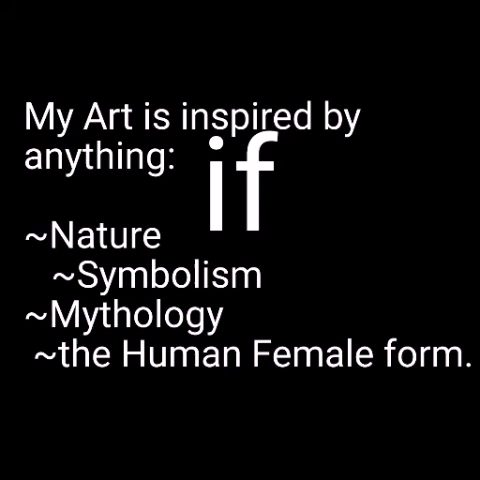 My Art is inspired by
anything:
if
~Nature
~Symbolism
~Mythology
~the Human Female form.